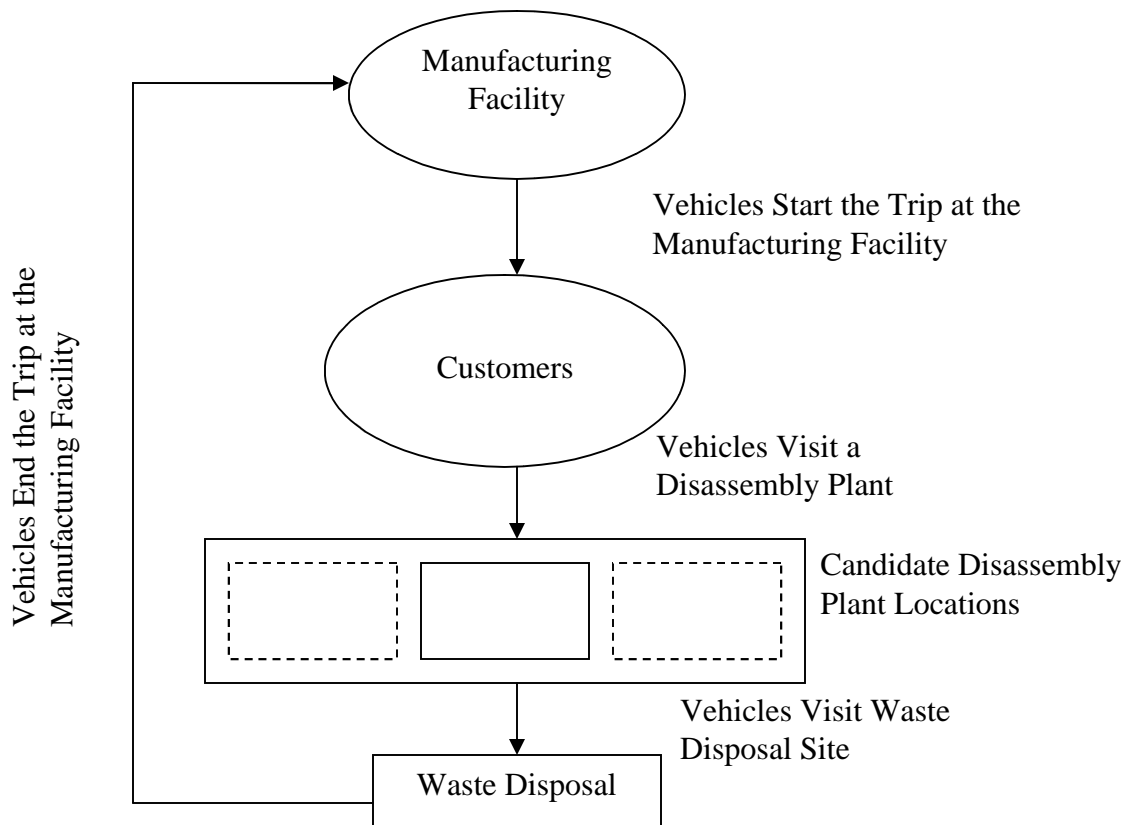 Manufacturing
Facility
Vehicles Start the Trip at the
Manufacturing Facility
Vehicles End the Trip at the
Manufacturing Facility
Customers
Vehicles Visit a
Disassembly Plant
Candidate Disassembly
Plant Locations
Vehicles Visit Waste
Disposal Site
Waste Disposal